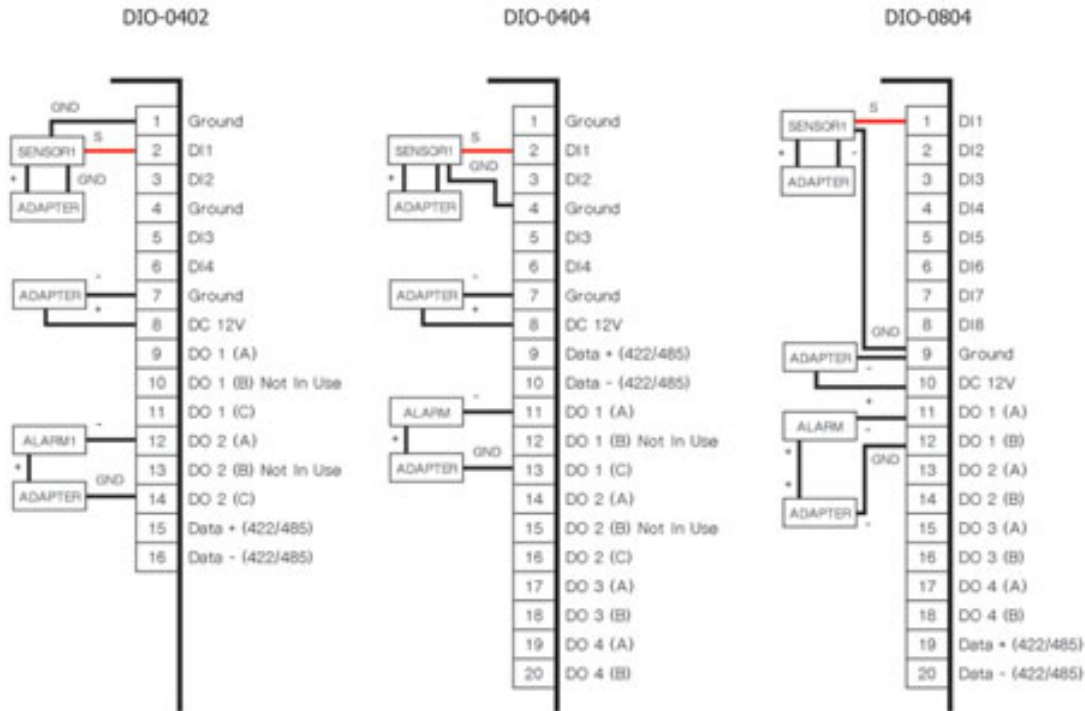 DIO-0402
GND
S
SENSOR1
+
GND
ADAPTER
-
ADAPTER
+
-
ALARM1
+
GND
ADAPTER
1 Ground
2 DI1
3 DI2
4 Ground
5 DI3
6 DI4
7 Ground
8 DC 12V
9 DO 1 (A)
10 DO 1 (B) Not In Use
11 DO 1 (C)
12 DO 2 (A)
13 DO 2 (B) Not In Use
14 DO 2 (C)
15 Data + (422/485)
16 Data - (422/485)
DIO-0404
S
SENSOR1
GND
+
ADAPTER
-
ADAPTER
+
-
ALARM
+
GND
ADAPTER
1 Ground
2 DI1
3 DI2
4 Ground
5 DI3
6 DI4
7 Ground
8 DC 12V
9 Data + (422/485)
10 Data - (422/485)
11 DO 1 (A)
12 DO 1 (B) Not In Use
13 DO 1 (C)
14 DO 2 (A)
15 DO 2 (B) Not In Use
16 DO 2 (C)
17 DO 3 (A)
18 DO 3 (B)
19 DO 4 (A)
20 DO 4 (B)
DIO-0804
S
SENSOR1
+ -
ADAPTER
GND
ADAPTER
-
+
ALARM
-
+
GND
+
ADAPTER
-
1 DI1
2 DI2
3 DI3
4 DI4
5 DI5
6 DI6
7 DI7
8 DI8
9 Ground
10 DC 12V
11 DO 1 (A)
12 DO 1 (B)
13 DO 2 (A)
14 DO 2 (B)
15 DO 3 (A)
16 DO 3 (B)
17 DO 4 (A)
18 DO 4 (B)
19 Data + (422/485)
20 Data - (422/485)